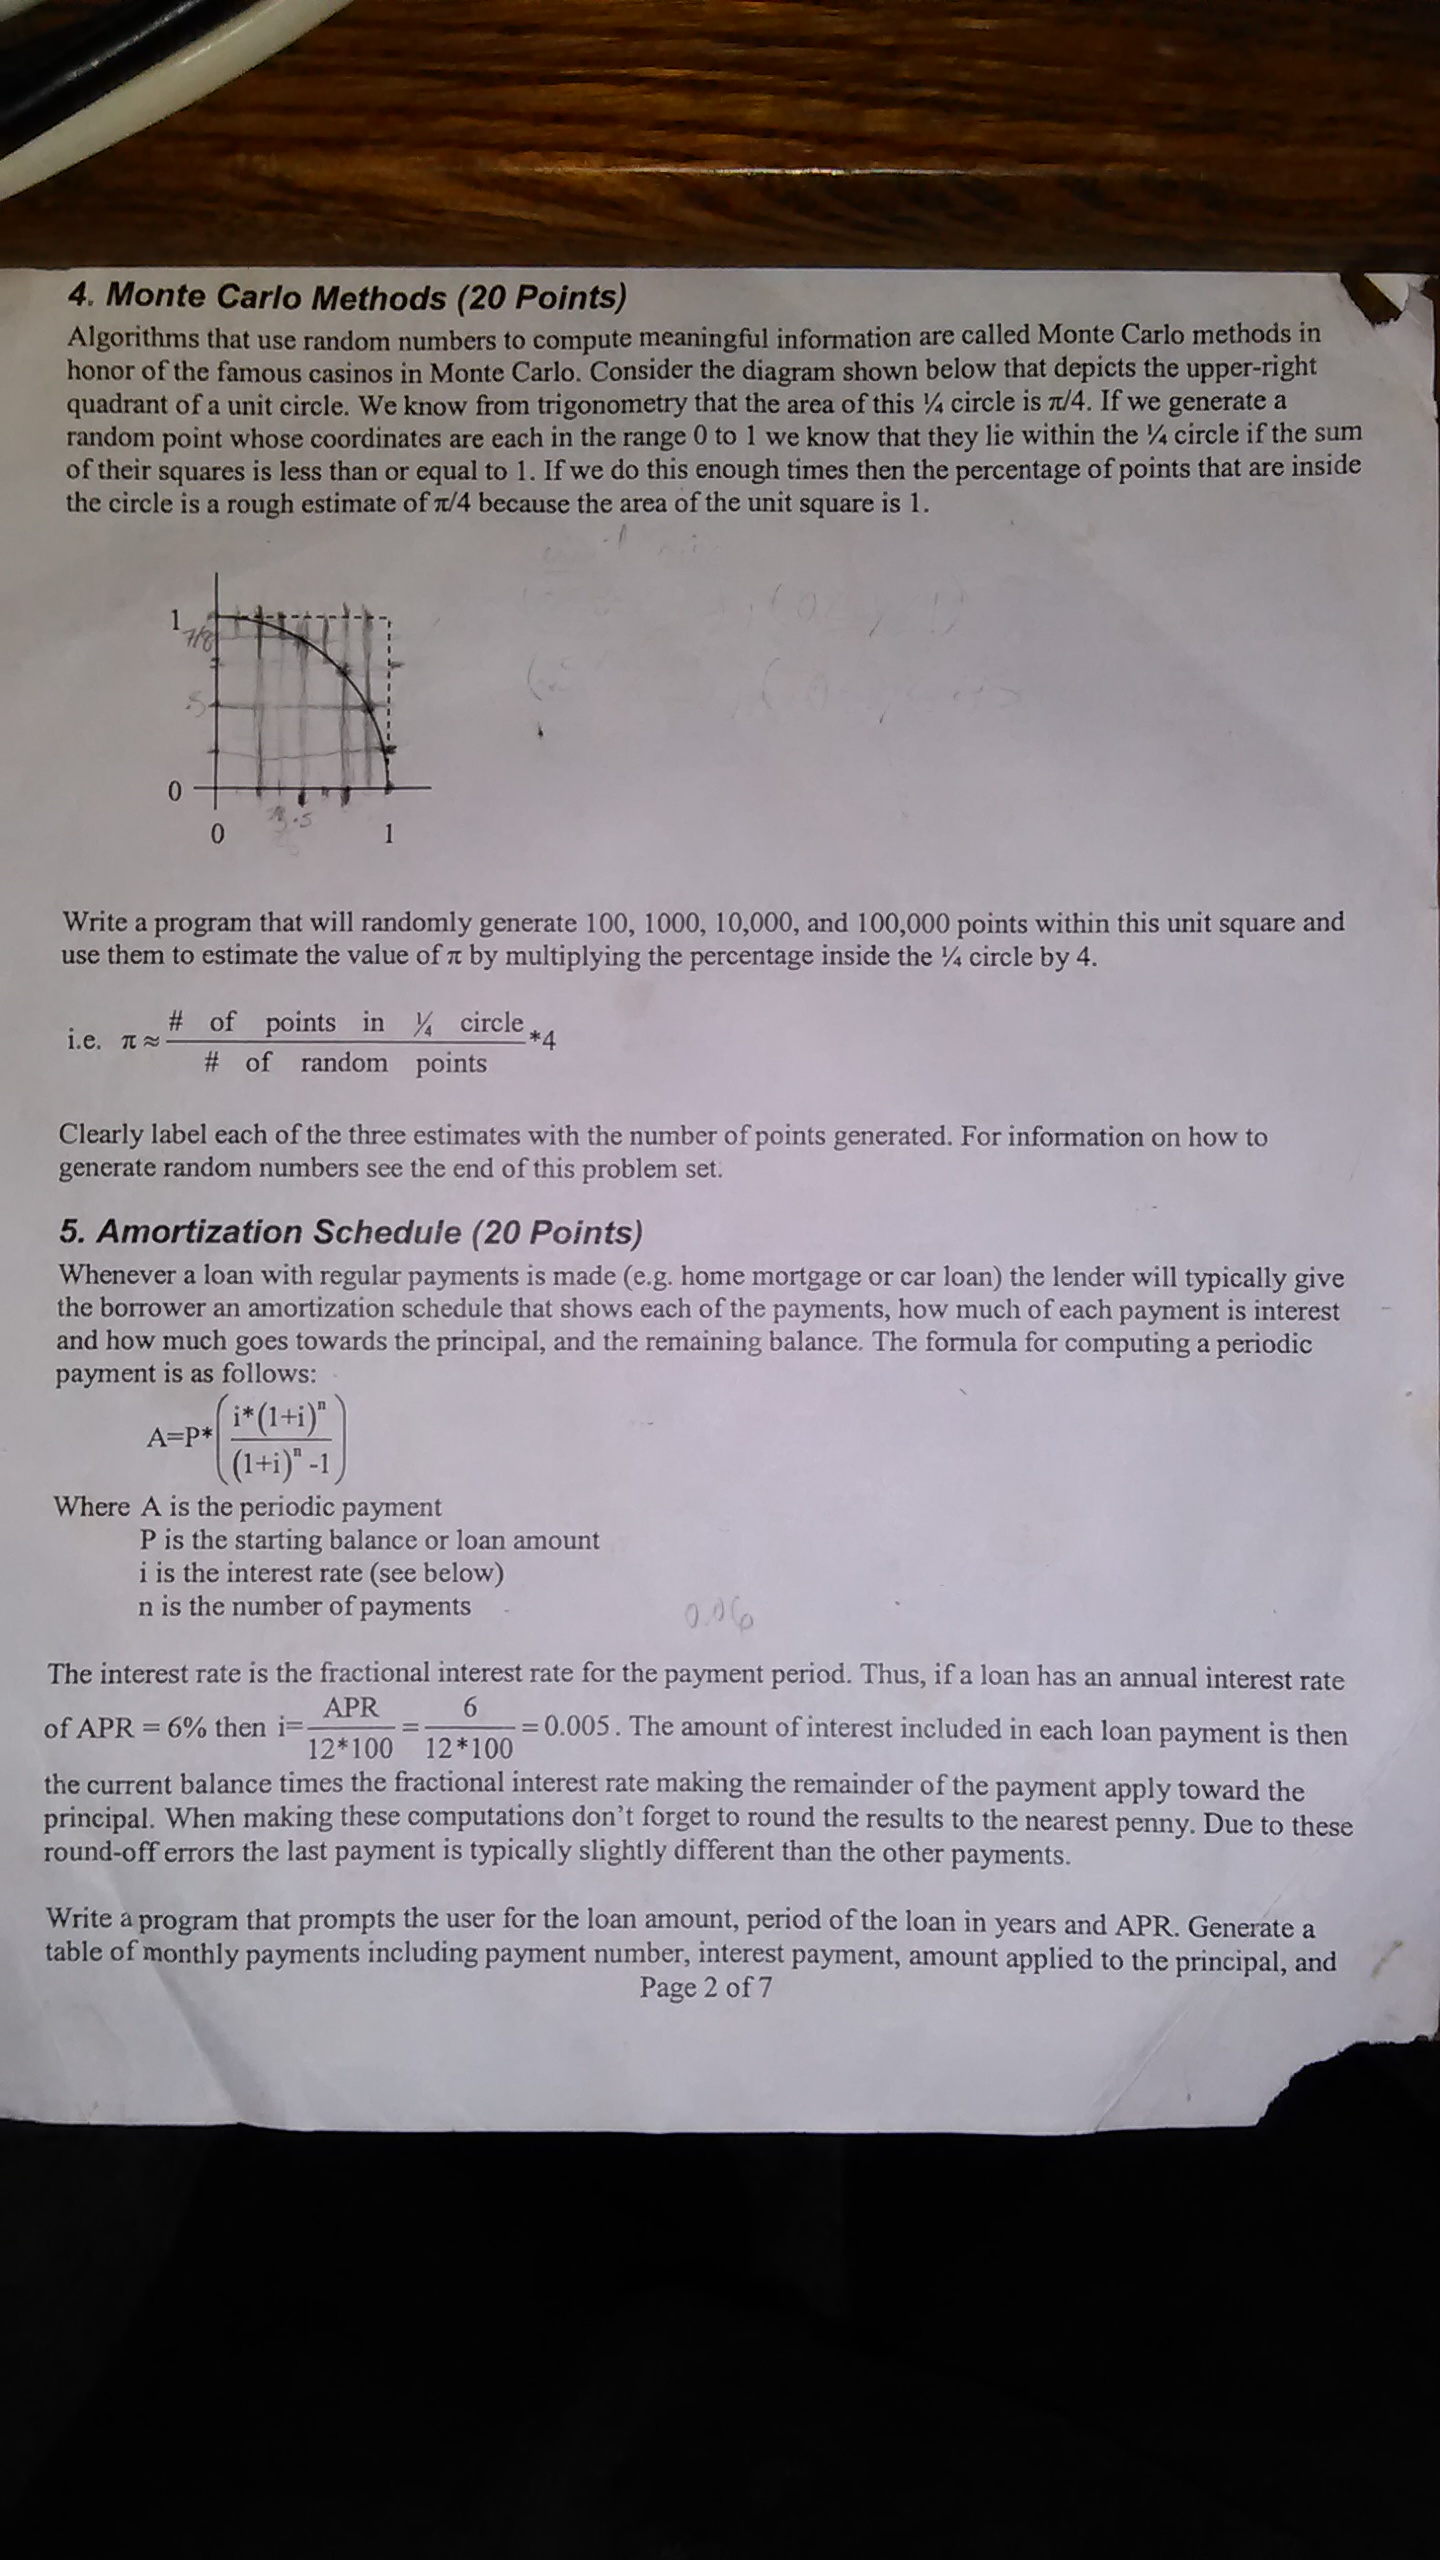 4. Monte Carlo Methods (20 Points)
Algorithms that use random numbers to compute meaningful information are called Monte Carlo methods in
honor of the famous casinos in Monte Carlo. Consider the diagram shown below that depicts the upper-right
quadrant of a unit circle. We know from trigonometry that the area of this ¼ circle is π/4. If we generate a
random point whose coordinates are each in the range 0 to 1 we know that they lie within the ¼ circle if the sum
of their squares is less than or equal to 1. If we do this enough times then the percentage of points that are inside
the circle is a rough estimate of π/4 because the area of the unit square is 1.
1
7/8
.5
0
.5
0 1
Write a program that will randomly generate 100, 1000, 10,000, and 100,000 points within this unit square and
use them to estimate the value of π by multiplying the percentage inside the ¼ circle by 4.
# of points in ¼ circle
i.e. π ≈ *4
# of random points
Clearly label each of the three estimates with the number of points generated. For information on how to
generate random numbers see the end of this problem set.
5. Amortization Schedule (20 Points)
Whenever a loan with regular payments is made (e.g. home mortgage or car loan) the lender will typically give
the borrower an amortization schedule that shows each of the payments, how much of each payment is interest
and how much goes towards the principal, and the remaining balance. The formula for computing a periodic
payment is as follows:
A=P*(i*(1+i)ⁿ / (1+i)ⁿ -1)
Where A is the periodic payment
P is the starting balance or loan amount
i is the interest rate (see below)
n is the number of payments
0.06
The interest rate is the fractional interest rate for the payment period. Thus, if a loan has an annual interest rate
of APR = 6% then i= APR / 12*100 = 6 / 12*100 = 0.005 . The amount of interest included in each loan payment is then
the current balance times the fractional interest rate making the remainder of the payment apply toward the
principal. When making these computations don't forget to round the results to the nearest penny. Due to these
round-off errors the last payment is typically slightly different than the other payments.
Write a program that prompts the user for the loan amount, period of the loan in years and APR. Generate a
table of monthly payments including payment number, interest payment, amount applied to the principal, and
Page 2 of 7